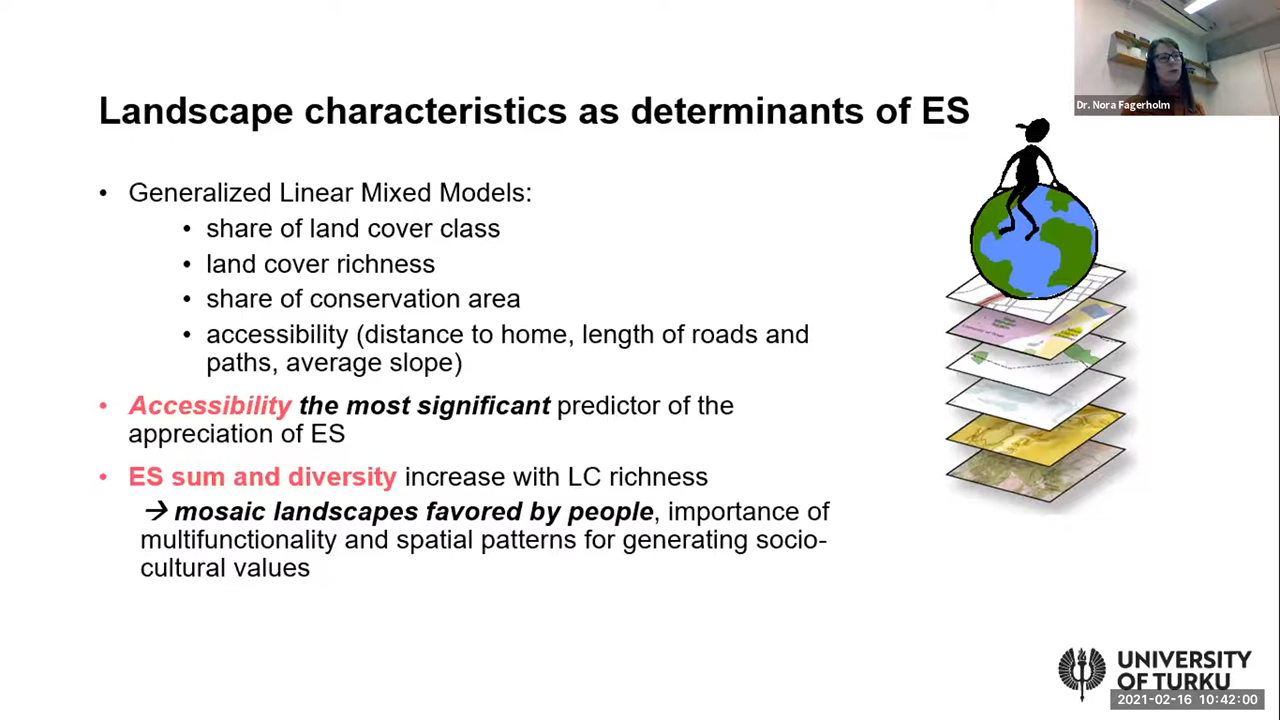 Dr. Nora Fagerholm
Landscape characteristics as determinants of ES
• Generalized Linear Mixed Models:
• share of land cover class
• land cover richness
• share of conservation area
• accessibility (distance to home, length of roads and
paths, average slope)
• Accessibility the most significant predictor of the
appreciation of ES
• ES sum and diversity increase with LC richness
→ mosaic landscapes favored by people, importance of
multifunctionality and spatial patterns for generating socio-
cultural values
UNIVERSITY
OF TURKU
2021-02-16 10:42:00